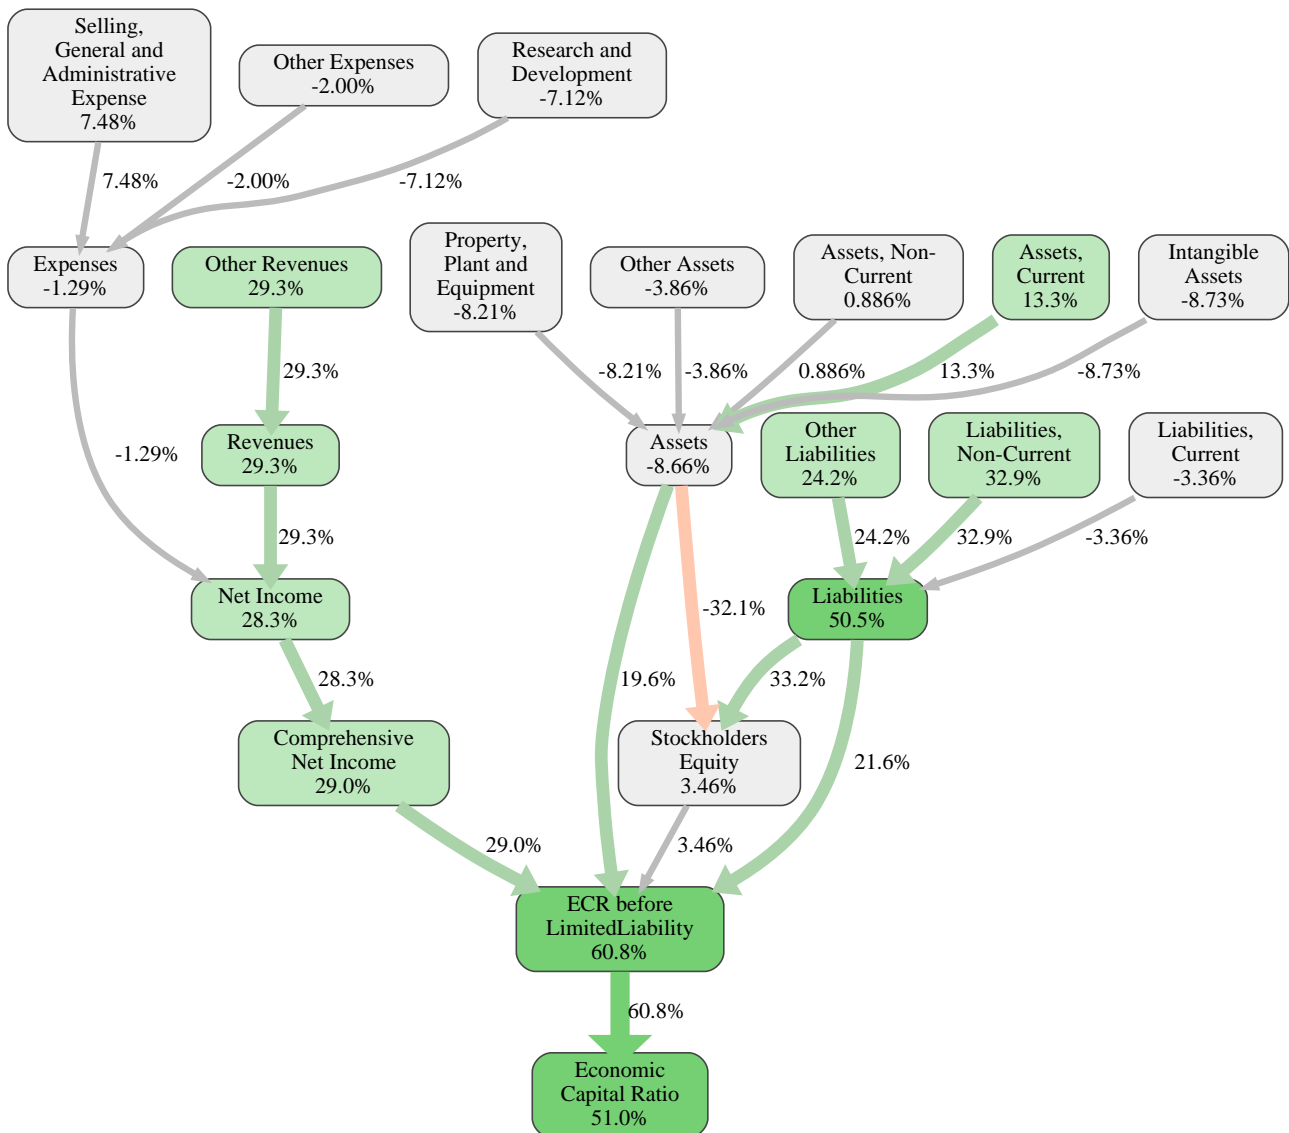 Selling,
General and
Administrative
Expense
7.48%
Other Expenses
-2.00%
Research and
Development
-7.12%
7.48%
-2.00%
-7.12%
Expenses
-1.29%
Other Revenues
29.3%
Property,
Plant and
Equipment
-8.21%
Other Assets
-3.86%
Assets, Non-
Current
0.886%
Assets,
Current
13.3%
Intangible
Assets
-8.73%
29.3%
-8.21%
-3.86%
0.886%
13.3%
-8.73%
-1.29%
Revenues
29.3%
Assets
-8.66%
Other
Liabilities
24.2%
Liabilities,
Non-Current
32.9%
Liabilities,
Current
-3.36%
29.3%
24.2%
32.9%
-3.36%
Net Income
28.3%
-32.1%
Liabilities
50.5%
28.3%
19.6%
33.2%
Comprehensive
Net Income
29.0%
Stockholders
Equity
3.46%
21.6%
29.0%
3.46%
ECR before
LimitedLiability
60.8%
60.8%
Economic
Capital Ratio
51.0%